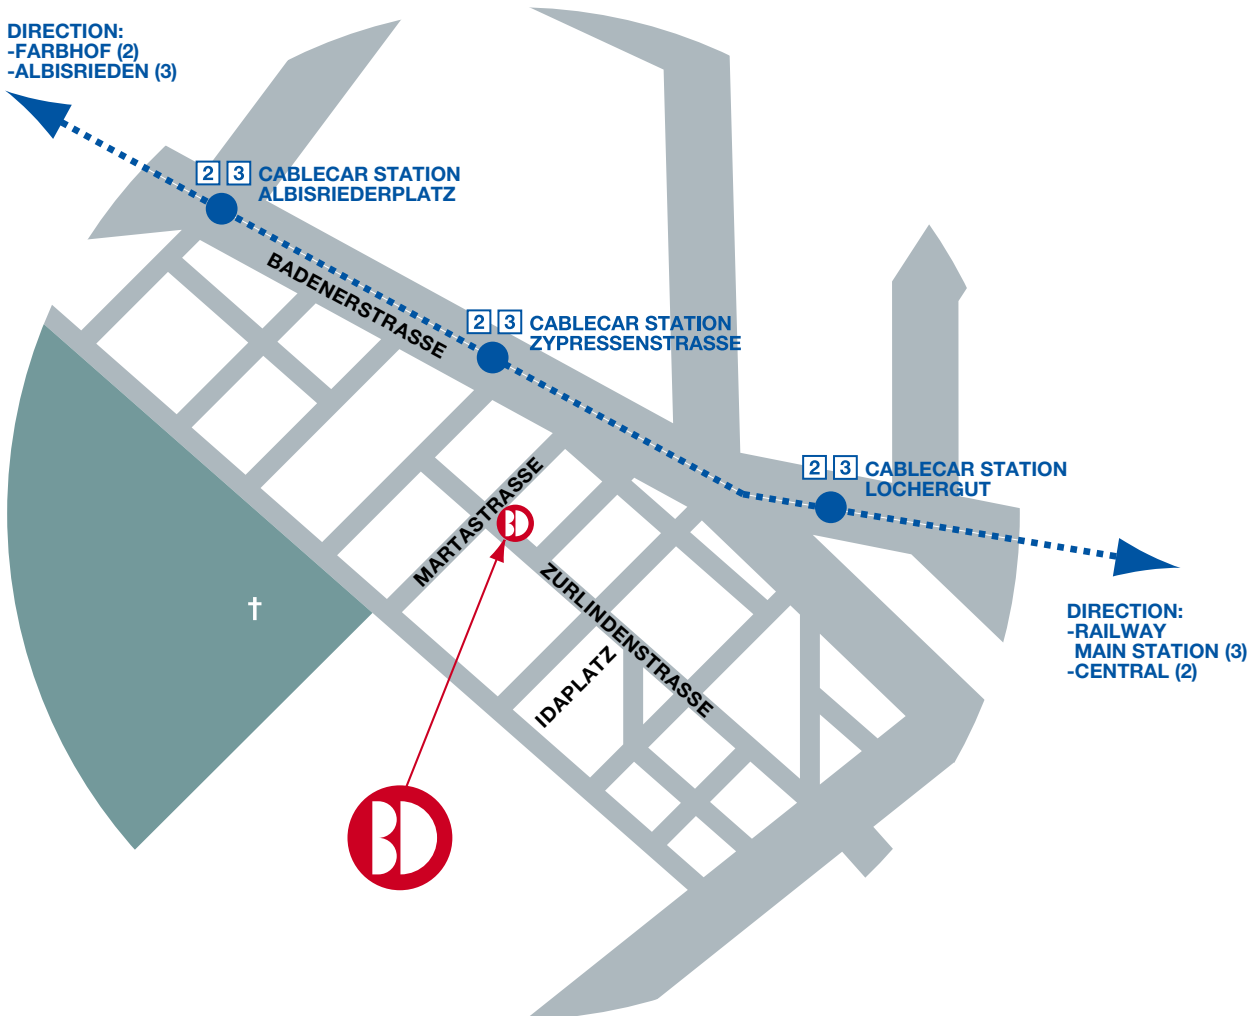 DIRECTION:
-FARBHOF (2)
-ALBISRIEDEN (3)
2 3 CABLECAR STATION
ALBISRIEDERPLATZ
BADENERSTRASSE
2 3 CABLECAR STATION
ZYPRESSENSTRASSE
2 3 CABLECAR STATION
LOCHERGUT
MARTASTRASSE
BD
ZURLINDENSTRASSE
IDAPLATZ
DIRECTION:
-RAILWAY
MAIN STATION (3)
-CENTRAL (2)
BD